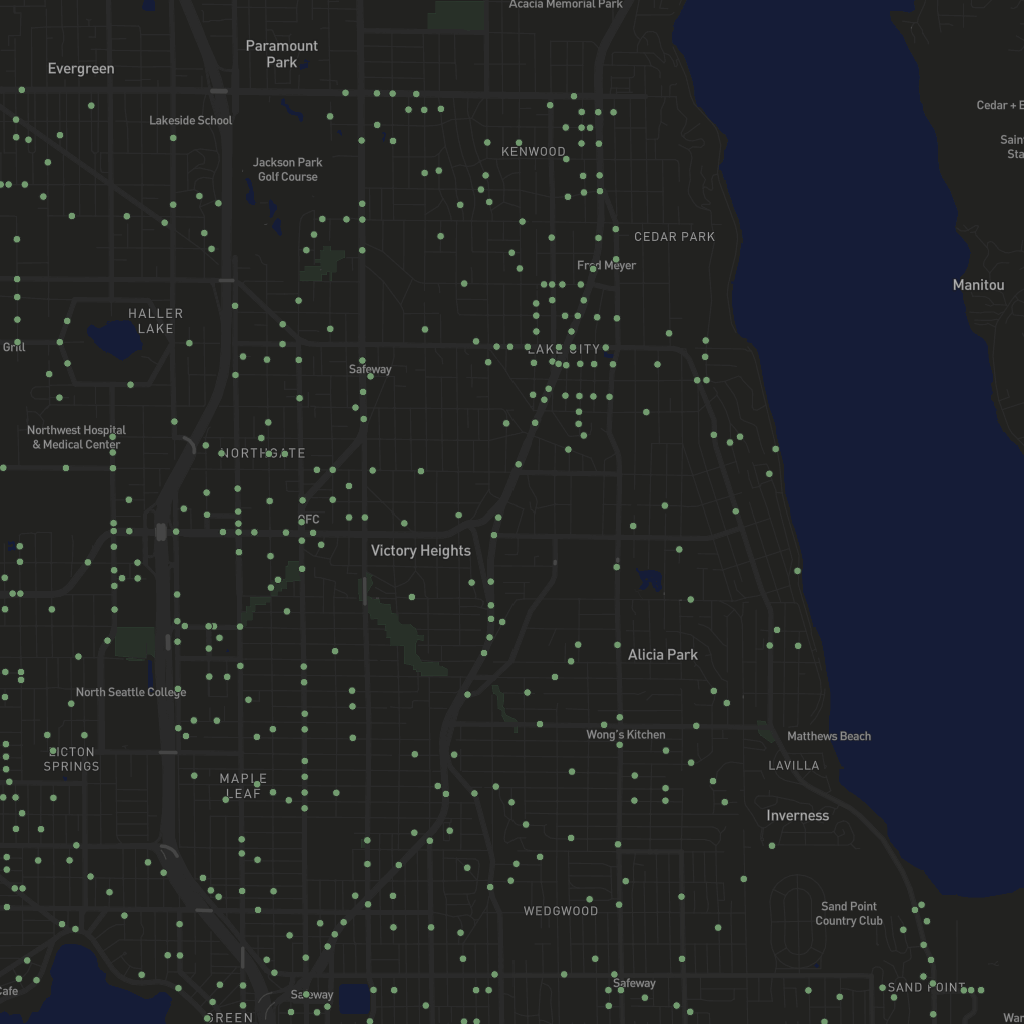 Acacia Memorial Park
Paramount
Park
Evergreen
Lakeside School
Cedar + B
KENWOOD
Sain
Sta
Jackson Park
Golf Course
CEDAR PARK
Fred Meyer
Manitou
HALLER
LAKE
Grill
LAKE CITY
Safeway
Northwest Hospital
& Medical Center
NORTHGATE
Victory Heights
Alicia Park
North Seattle College
Wong's Kitchen
Matthews Beach
LICTON
SPRINGS
LAVILLA
MAPLE
LEAF
Inverness
WEDGWOOD
Sand Point
Country Club
Cafe
Safeway
Safeway
SAND POINT
GREEN
War